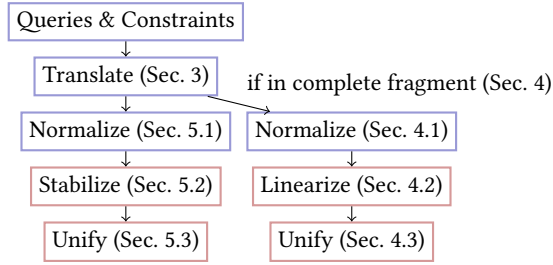 Queries & Constraints
Translate (Sec. 3)
if in complete fragment (Sec. 4)
Normalize (Sec. 5.1)
Normalize (Sec. 4.1)
Stabilize (Sec. 5.2)
Linearize (Sec. 4.2)
Unify (Sec. 5.3)
Unify (Sec. 4.3)